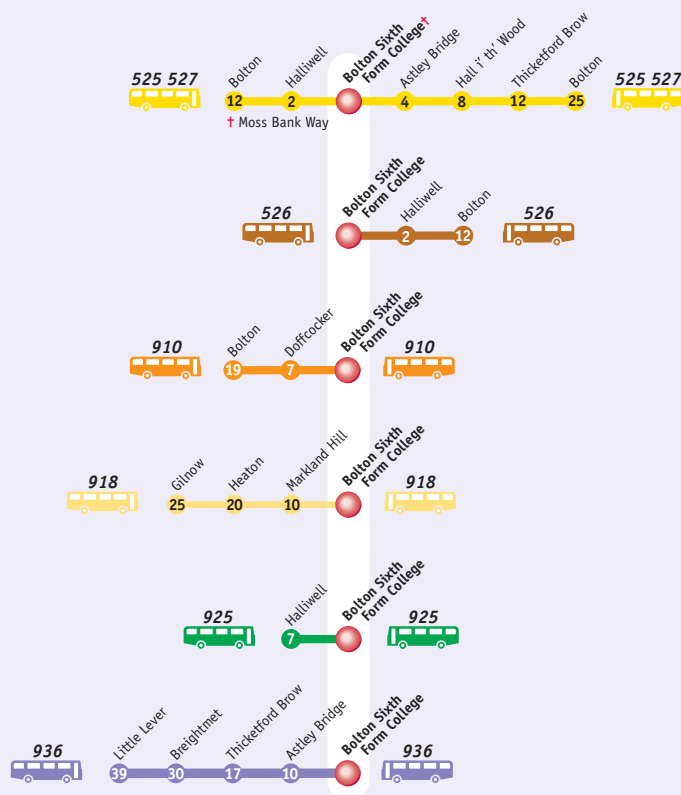 525 527
Bolton
Halliwell
Bolton Sixth
Form College†
Astley Bridge
Hall i' th' Wood
Thicketford Brow
Bolton
525 527
12
2
4
8
12
25
† Moss Bank Way
526
Bolton Sixth
Form College
Halliwell
Bolton
526
2
12
910
Bolton
Doffcocker
Bolton Sixth
Form College
910
19
7
918
Gilnow
Heaton
Markland Hill
Bolton Sixth
Form College
918
25
20
10
925
Halliwell
Bolton Sixth
Form College
925
7
936
Little Lever
Breightmet
Thicketford Brow
Astley Bridge
Bolton Sixth
Form College
936
39
30
17
10